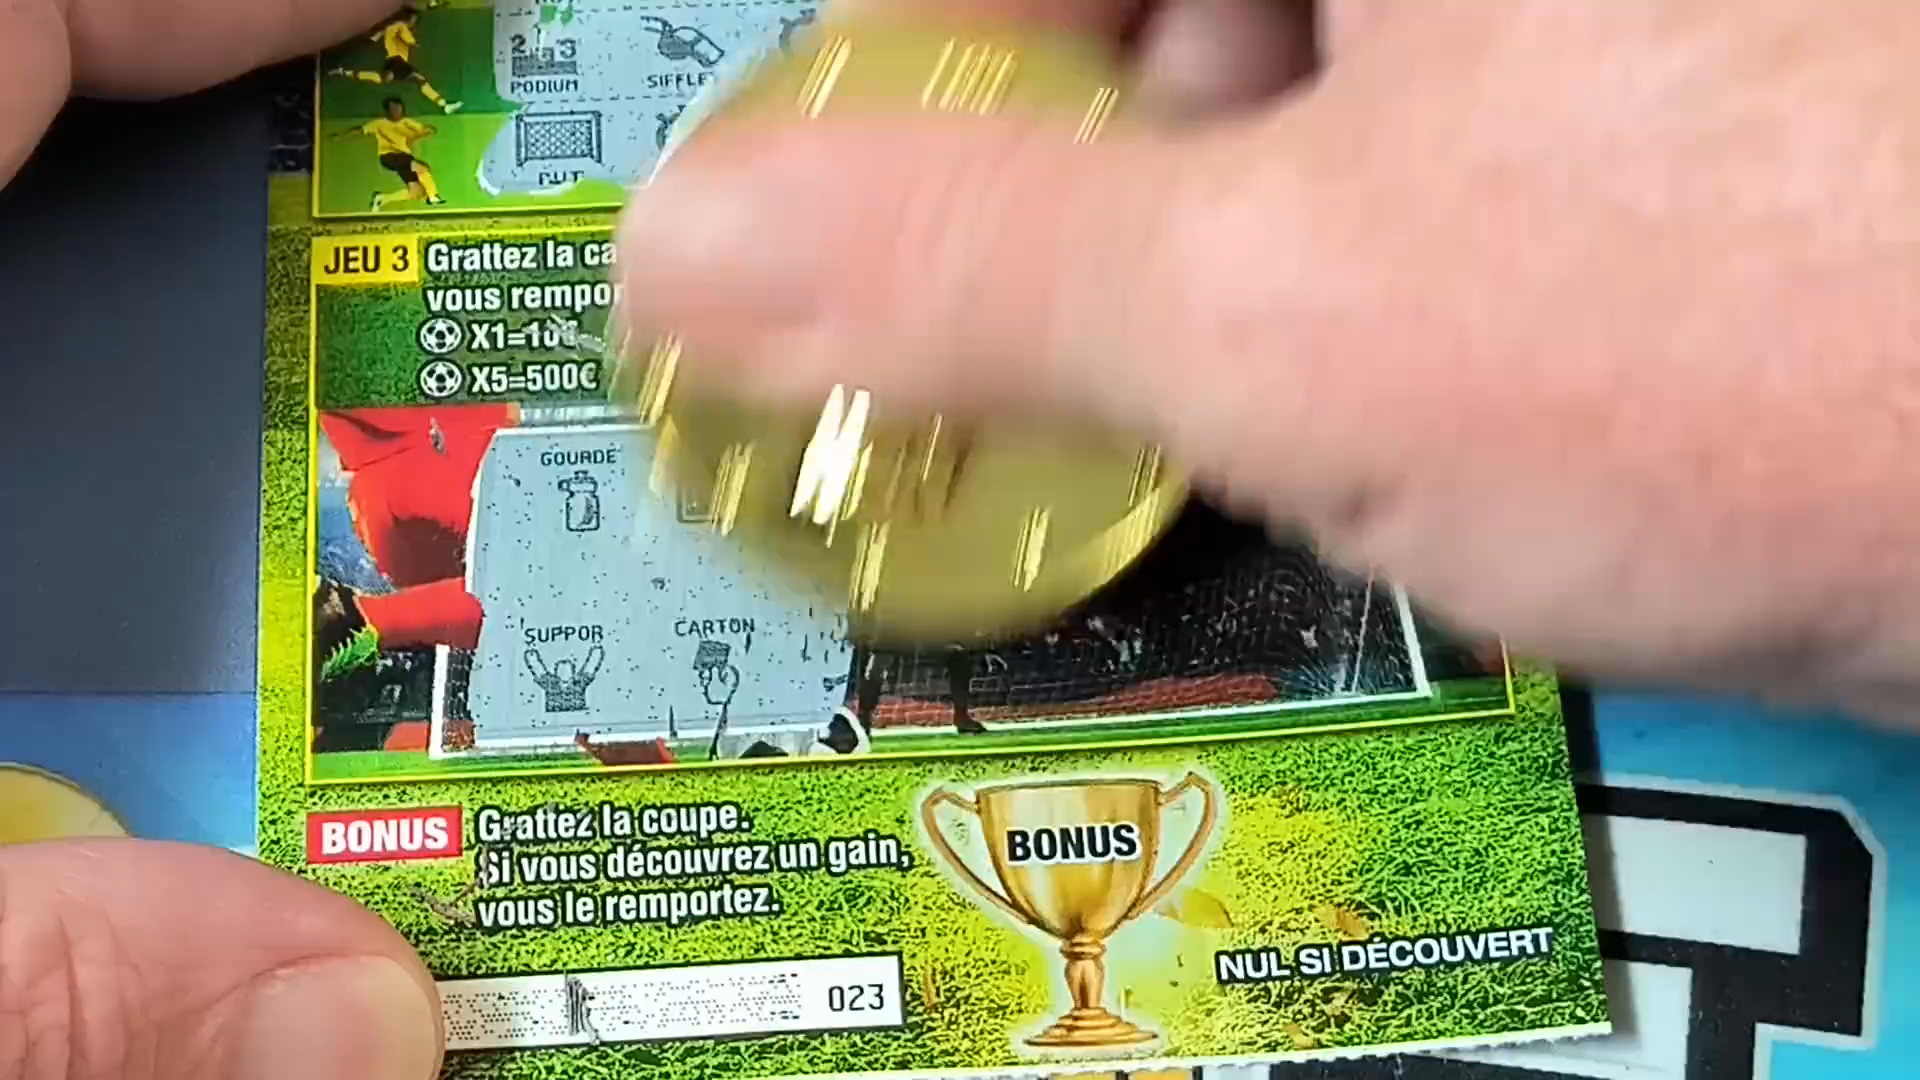 2 3
PODIUM
SIFFLE
BUT
JEU 3
Grattez la ca
vous rempor
X1=10€
X5=500€
GOURDE
SUPPOR
CARTON
BONUS
Grattez la coupe.
Si vous découvrez un gain,
vous le remportez.
BONUS
NUL SI DÉCOUVERT
023